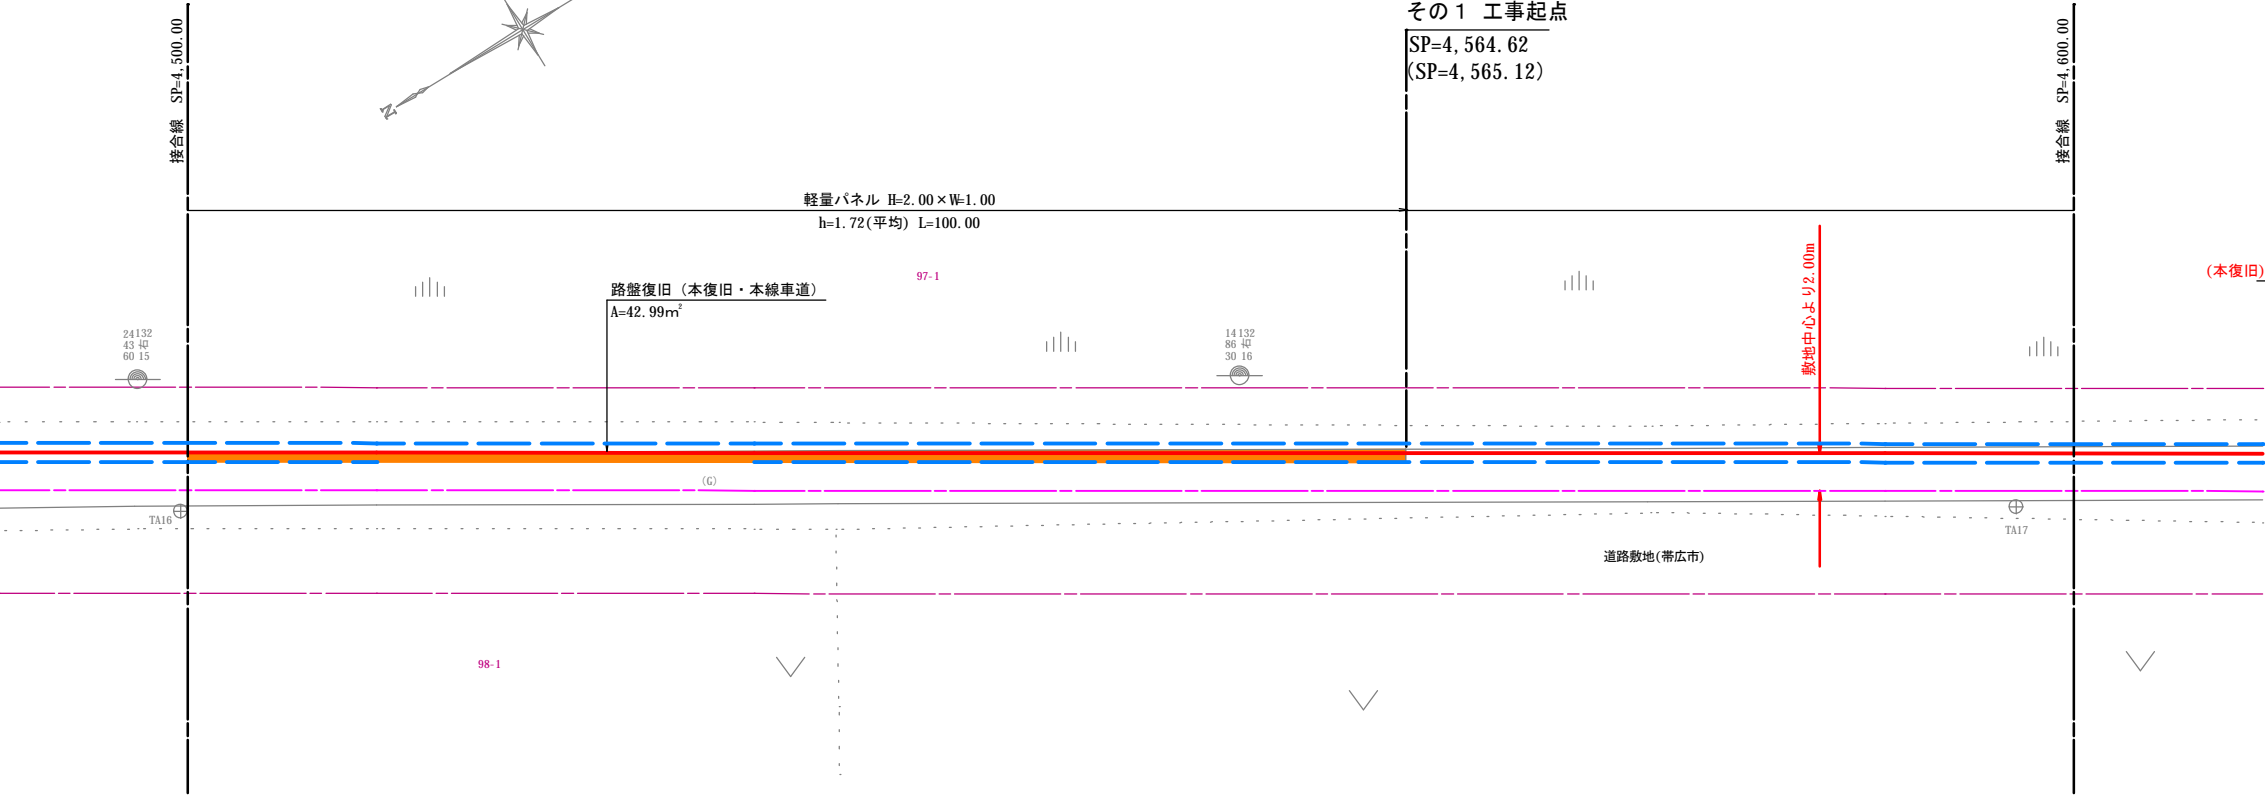 その１ 工事起点
SP=4,564.62
(SP=4,565.12)
接合線 SP=4,500.00
接合線 SP=4,600.00
N
軽量パネル H=2.00×W=1.00
h=1.72(平均) L=100.00
路盤復旧（本復旧・本線車道）
A=42.99㎡
97-1
敷地中心より2.00m
(本復旧)
24132
43 右
60 15
14132
86 右
30 16
(G)
TA16
TA17
道路敷地(帯広市)
98-1